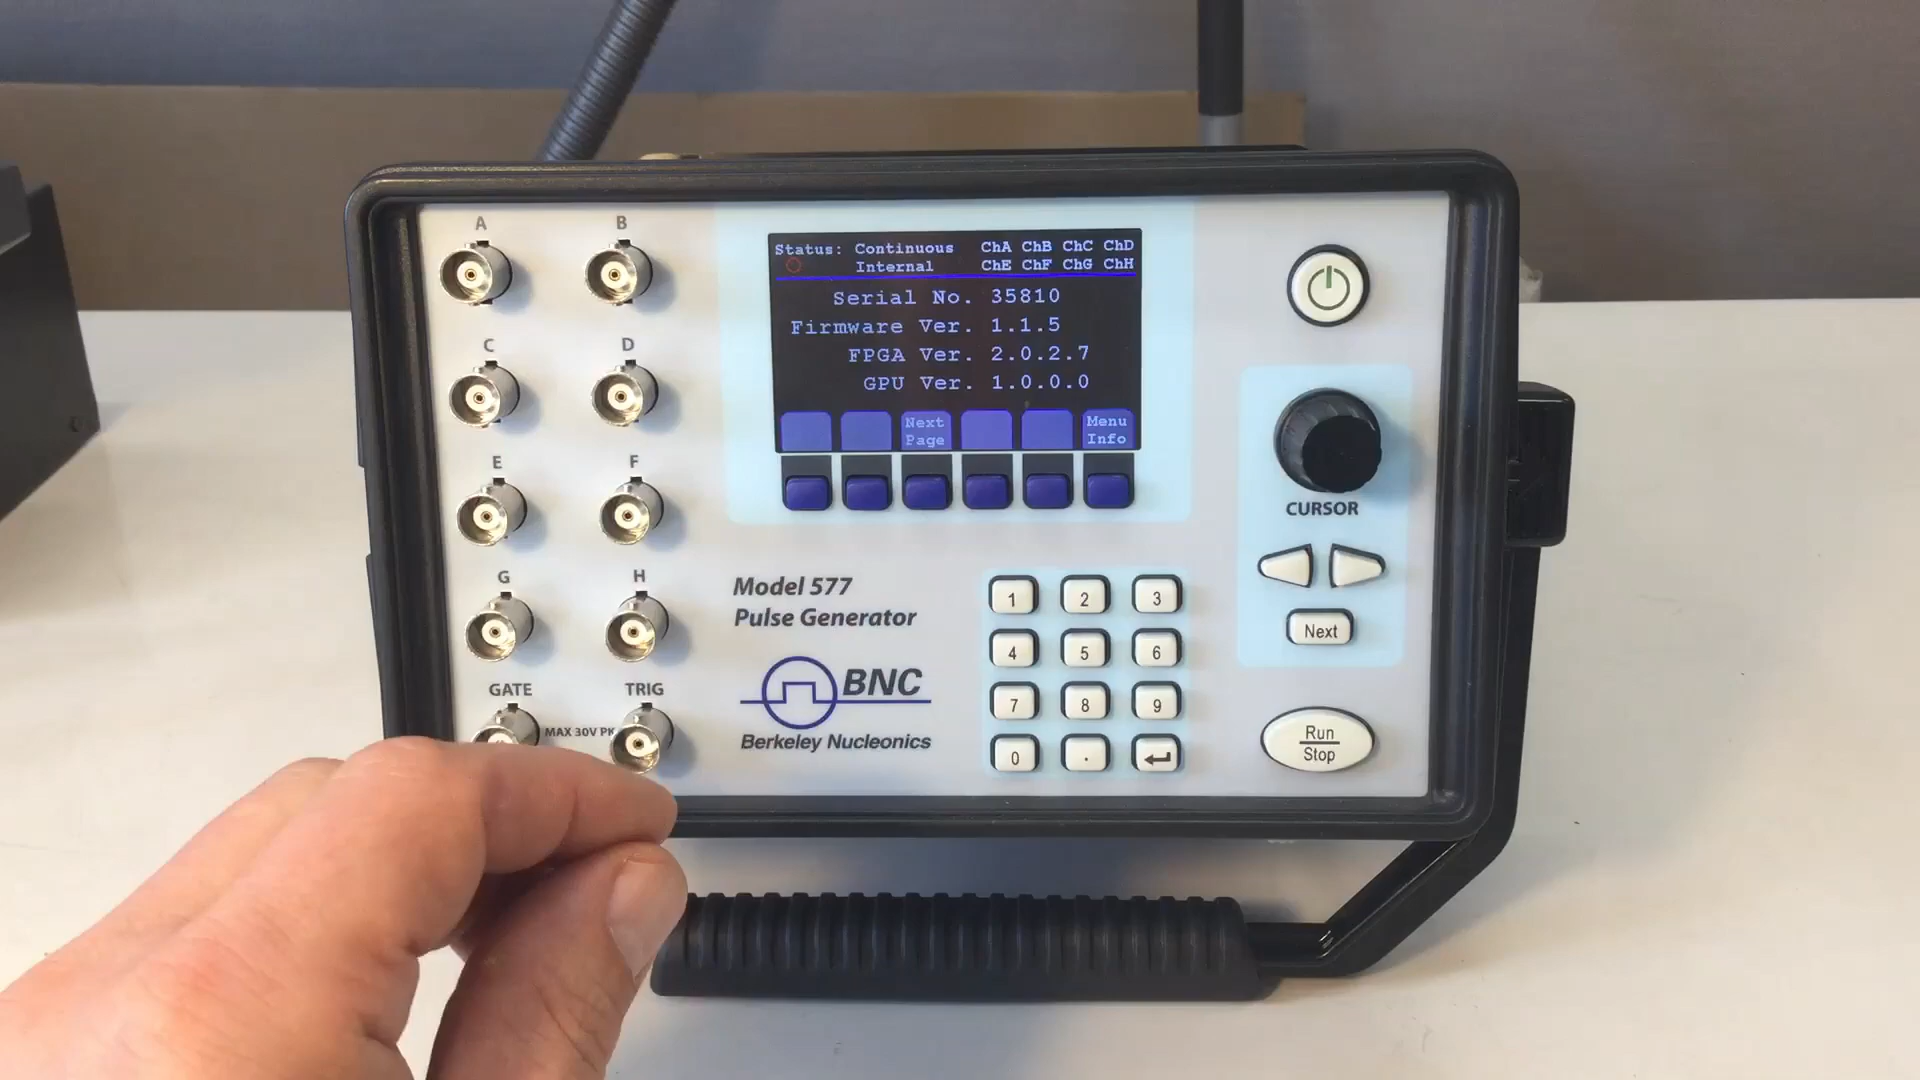 A B
C D
E F
G H
GATE TRIG
MAX 30V PK
Status: Continuous ChA ChB ChC ChD
Internal ChE ChF ChG ChH
Serial No. 35810
Firmware Ver. 1.1.5
FPGA Ver. 2.0.2.7
GPU Ver. 1.0.0.0
Next Page
Menu Info
Model 577
Pulse Generator
BNC
Berkeley Nucleonics
1 2 3
4 5 6
7 8 9
0 .
CURSOR
Next
Run
Stop